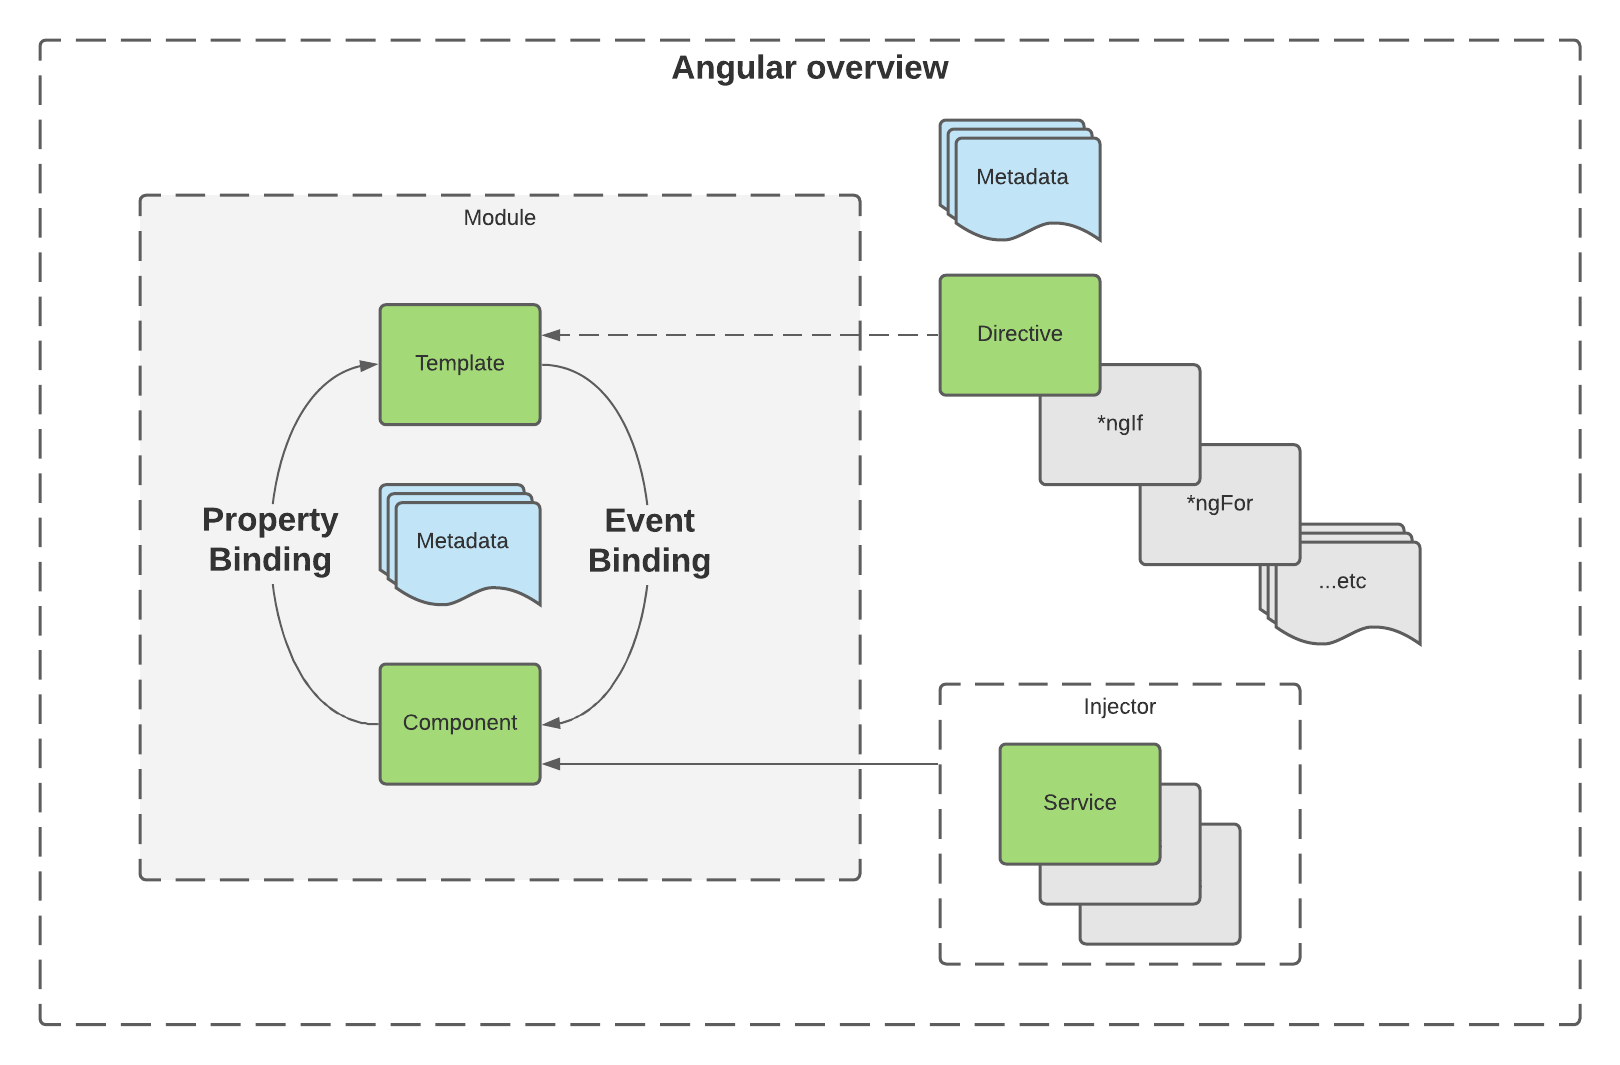 Angular overview
Metadata
Module
Directive
Template
*ngIf
*ngFor
Property
Binding
Metadata
Event
Binding
...etc
Component
Injector
Service